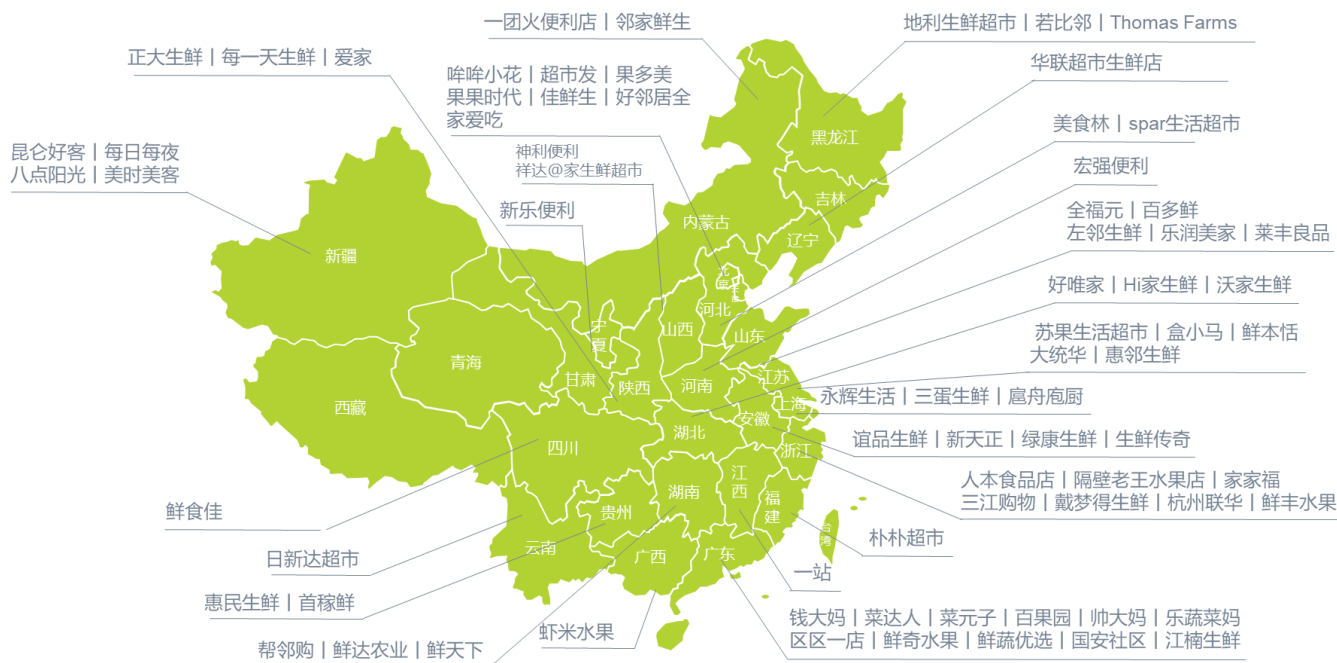 一团火便利店丨邻家鲜生
地利生鲜超市丨若比邻丨Thomas Farms
正大生鲜丨每一天生鲜丨爱家
华联超市生鲜店
哞哞小花丨超市发丨果多美
果果时代丨佳鲜生丨好邻居全
家爱吃
美食林丨spar生活超市
神利便利
祥达@家生鲜超市
昆仑好客丨每日每夜
八点阳光丨美时美客
宏强便利
新乐便利
全福元丨百多鲜
左邻生鲜丨乐润美家丨莱丰良品
好唯家丨Hi家生鲜丨沃家生鲜
苏果生活超市丨盒小马丨鲜本恬
大统华丨惠邻生鲜
永辉生活丨三蛋生鲜丨扁舟庖厨
谊品生鲜丨新天正丨绿康生鲜丨生鲜传奇
人本食品店丨隔壁老王水果店丨家家福
三江购物丨戴梦得生鲜丨杭州联华丨鲜丰水果
鲜食佳
朴朴超市
日新达超市
一站
惠民生鲜丨首稼鲜
虾米水果
帮邻购丨鲜达农业丨鲜天下
钱大妈丨菜达人丨菜元子丨百果园丨帅大妈丨乐蔬菜妈
区区一店丨鲜奇水果丨鲜蔬优选丨国安社区丨江楠生鲜
黑龙江
吉林
辽宁
内蒙古
新疆
北京
河北
山西
山东
宁夏
青海
甘肃
陕西
河南
江苏
西藏
上海
安徽
湖北
四川
浙江
江西
湖南
福建
贵州
云南
广西
广东
台湾